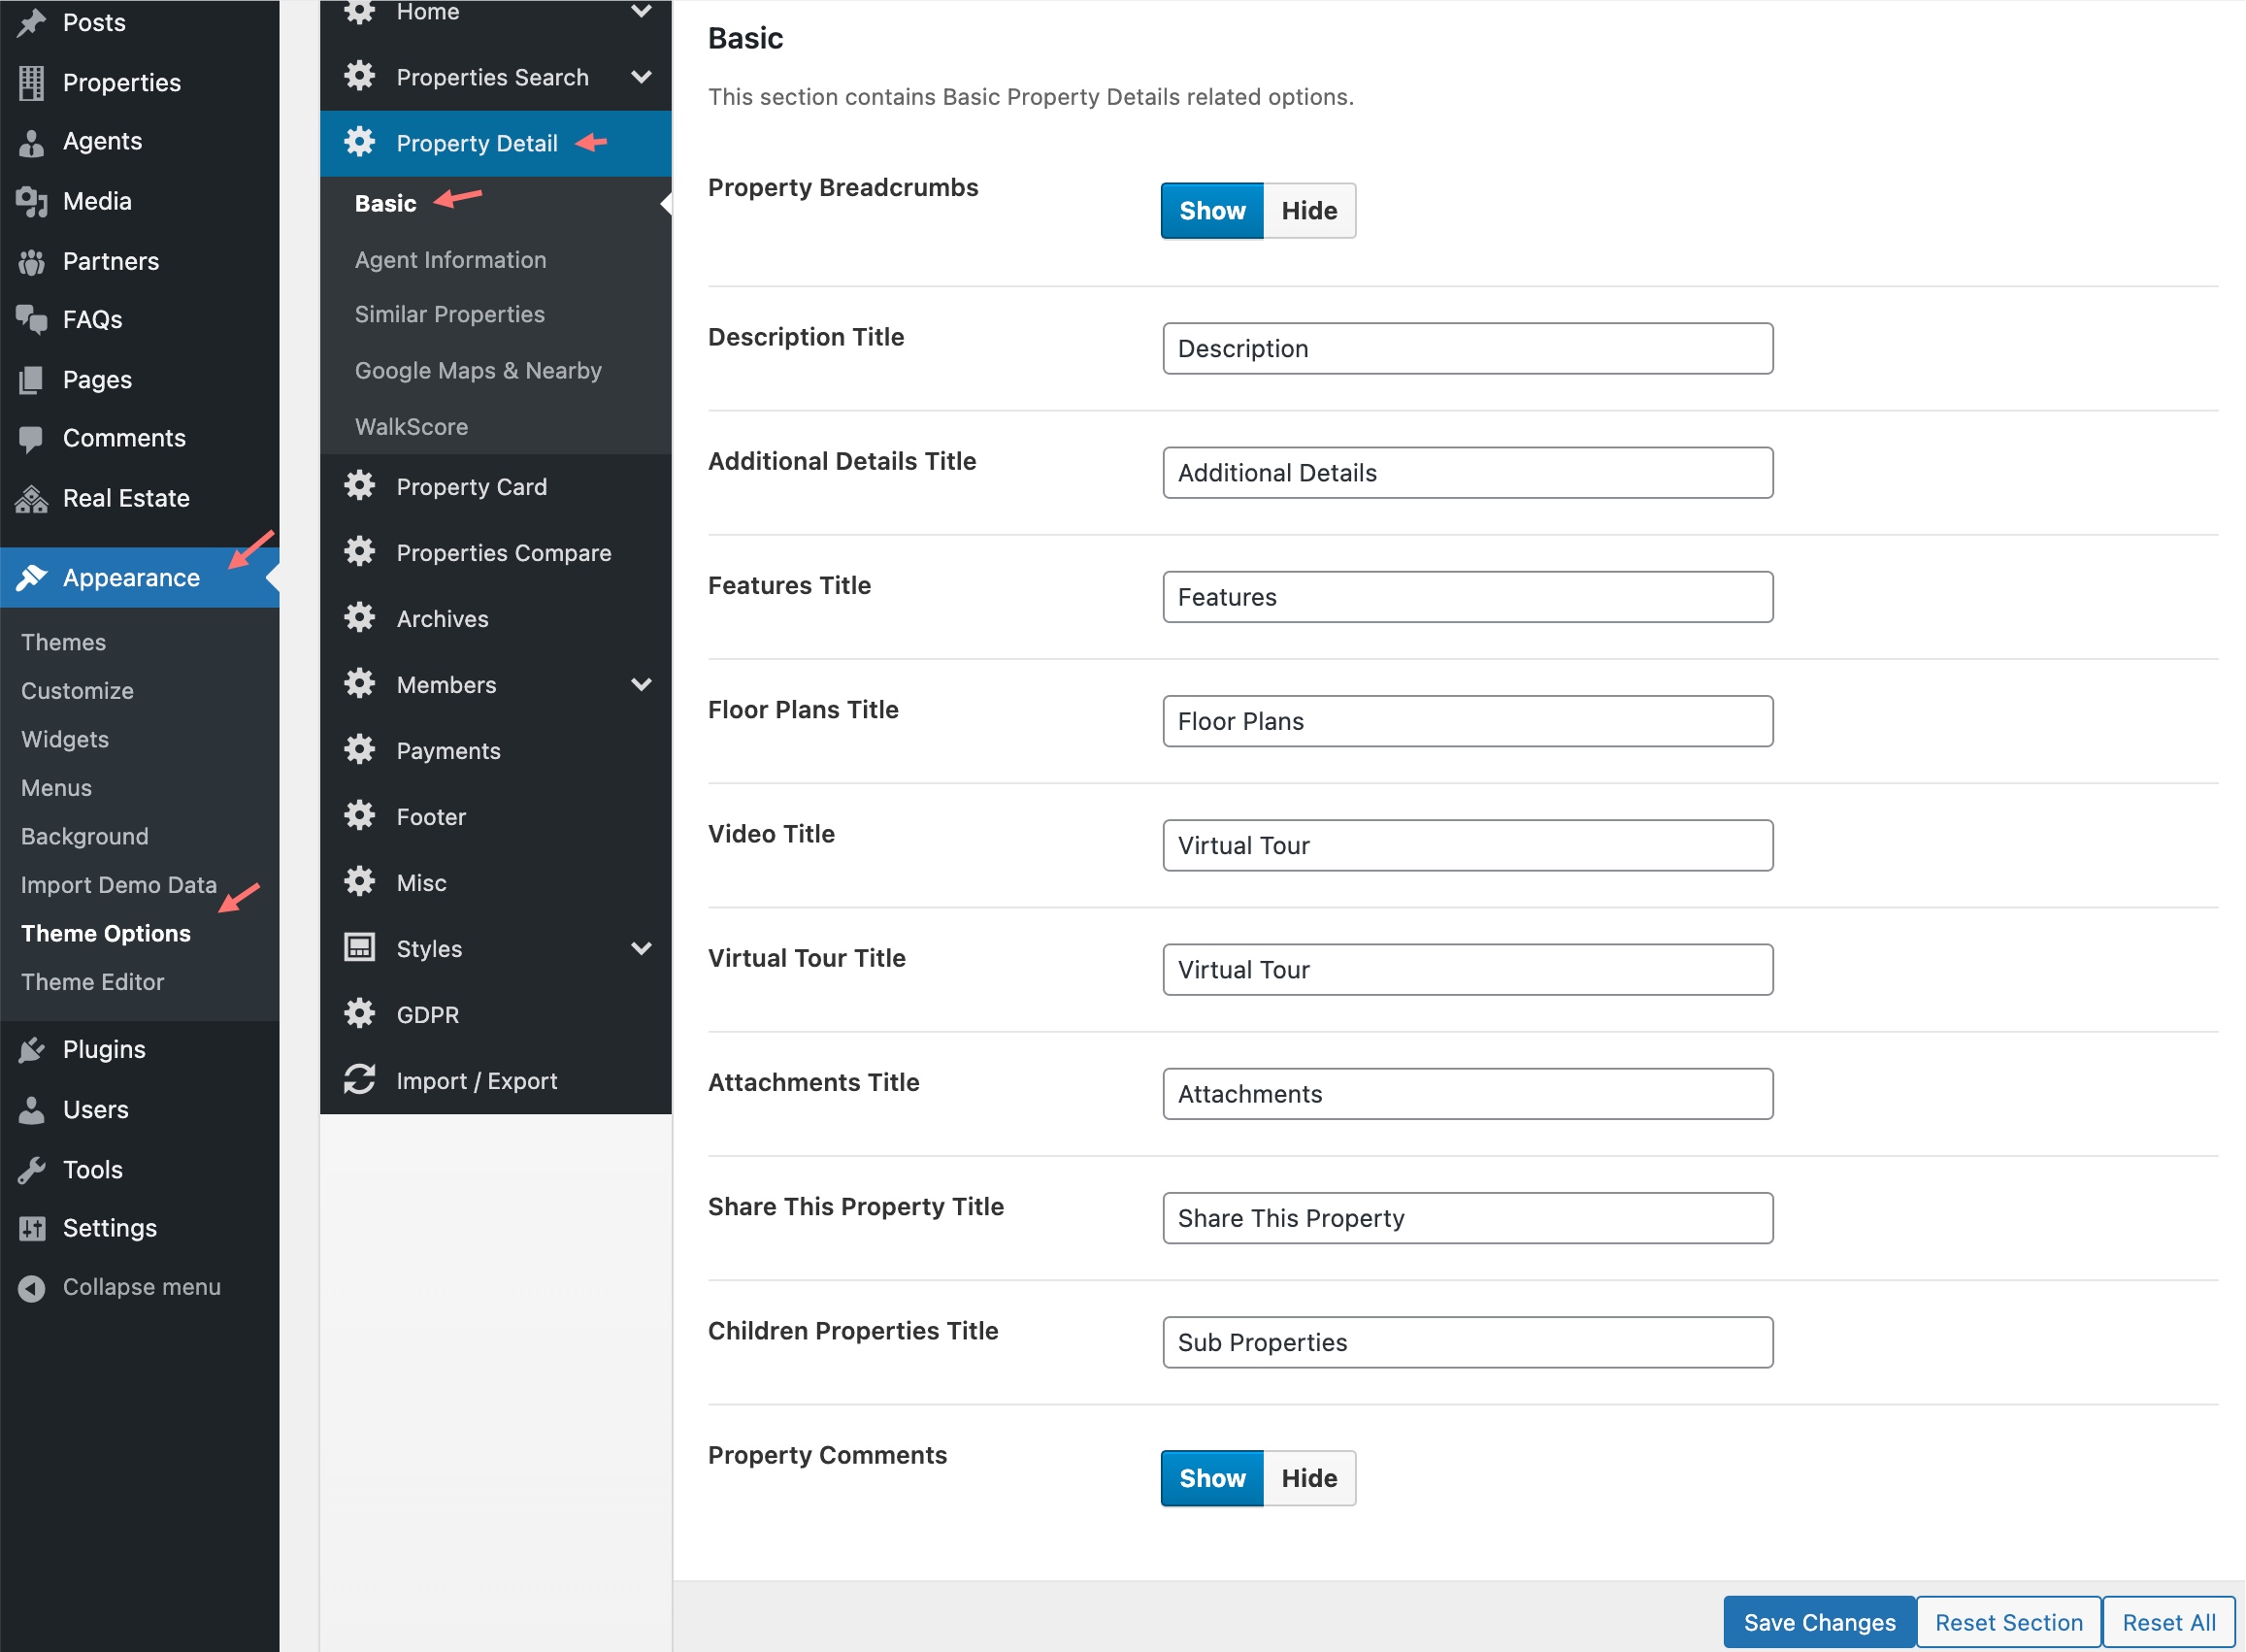 Posts
Properties
Agents
Media
Partners
FAQs
Pages
Comments
Real Estate
Appearance
Themes
Customize
Widgets
Menus
Background
Import Demo Data
Theme Options
Theme Editor
Plugins
Users
Tools
Settings
Collapse menu
Home
Properties Search
Property Detail
Basic
Agent Information
Similar Properties
Google Maps & Nearby
WalkScore
Property Card
Properties Compare
Archives
Members
Payments
Footer
Misc
Styles
GDPR
Import / Export
Basic
This section contains Basic Property Details related options.
Property Breadcrumbs
Show Hide
Description Title
Description
Additional Details Title
Additional Details
Features Title
Features
Floor Plans Title
Floor Plans
Video Title
Virtual Tour
Virtual Tour Title
Virtual Tour
Attachments Title
Attachments
Share This Property Title
Share This Property
Children Properties Title
Sub Properties
Property Comments
Show Hide
Save Changes Reset Section Reset All